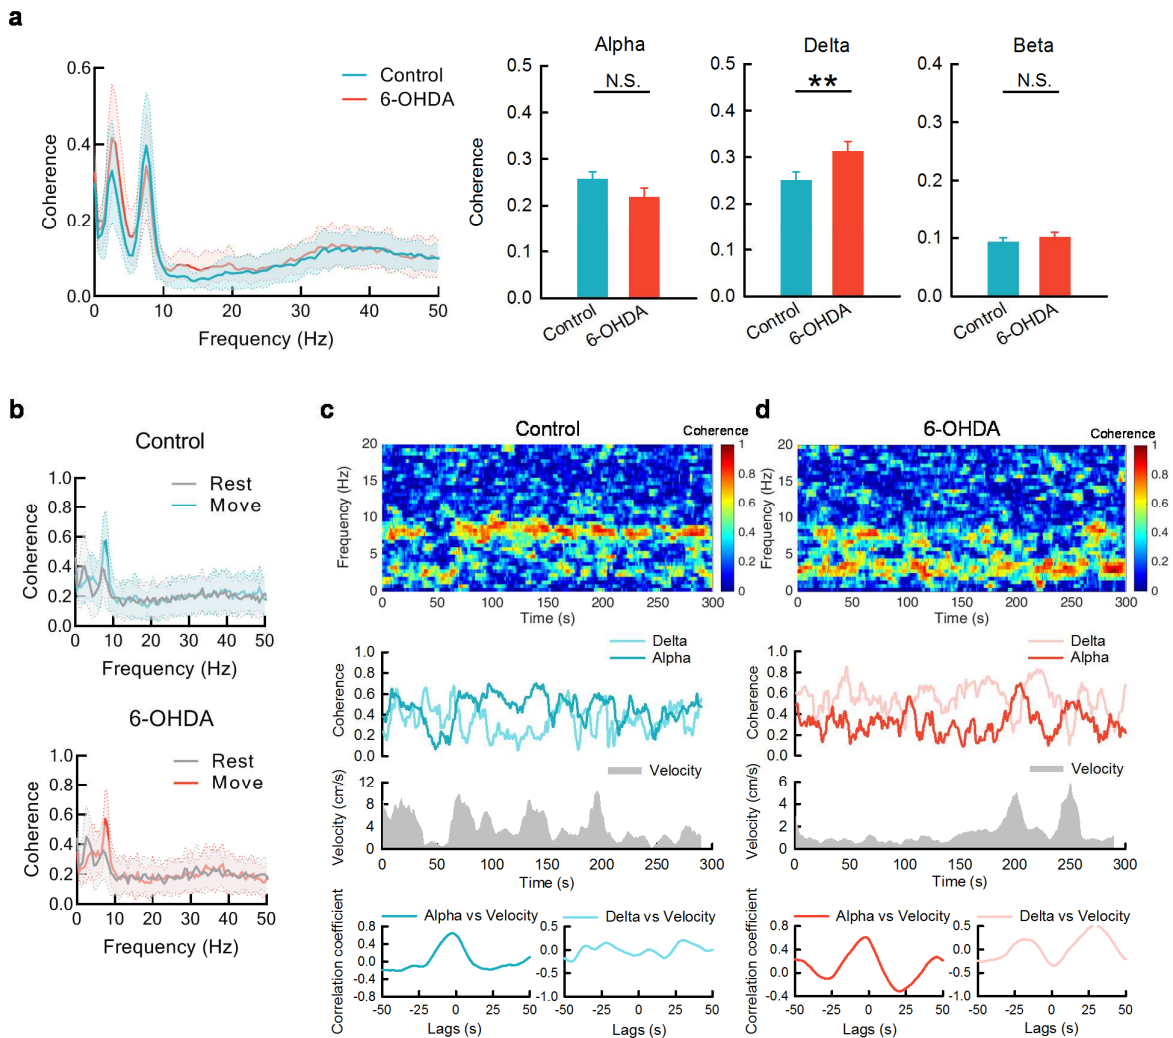 a
Control
6-OHDA
Coherence
0.6
0.4
0.2
0.0
0 10 20 30 40 50
Frequency (Hz)
Alpha
N.S.
Coherence
0.5
0.4
0.3
0.2
0.1
0.0
Control
6-OHDA
Delta
**
0.5
0.4
0.3
0.2
0.1
0.0
Control
6-OHDA
Beta
N.S.
0.4
0.3
0.2
0.1
0.0
Control
6-OHDA
b
Control
Rest
Move
Coherence
1.0
0.8
0.6
0.4
0.2
0.0
0 10 20 30 40 50
Frequency (Hz)
6-OHDA
Rest
Move
Coherence
1.0
0.8
0.6
0.4
0.2
0.0
0 10 20 30 40 50
Frequency (Hz)
c
Control
Coherence
Frequency (Hz)
20
15
10
5
0
1
0.8
0.6
0.4
0.2
0
0 50 100 150 200 250 300
Time (s)
Delta
Alpha
Coherence
1.0
0.8
0.6
0.4
0.2
0.0
Velocity
Velocity (cm/s)
12
8
4
0
0 50 100 150 200 250 300
Time (s)
Correlation coefficient
Alpha vs Velocity
0.8
0.4
0.0
-0.4
-0.8
-50 -25 0 25 50
Lags (s)
Delta vs Velocity
0.5
0.0
-0.5
-1.0
-50 -25 0 25 50
Lags (s)
d
6-OHDA
Coherence
Frequency (Hz)
20
15
10
5
0
1
0.8
0.6
0.4
0.2
0
0 50 100 150 200 250 300
Time (s)
Delta
Alpha
Coherence
1.0
0.8
0.6
0.4
0.2
0.0
Velocity
Velocity (cm/s)
6
4
2
0
0 50 100 150 200 250 300
Time (s)
Correlation coefficient
Alpha vs Velocity
0.8
0.4
0.0
-0.4
-50 -25 0 25 50
Lags (s)
Delta vs Velocity
0.5
0.0
-0.5
-1.0
-50 -25 0 25 50
Lags (s)